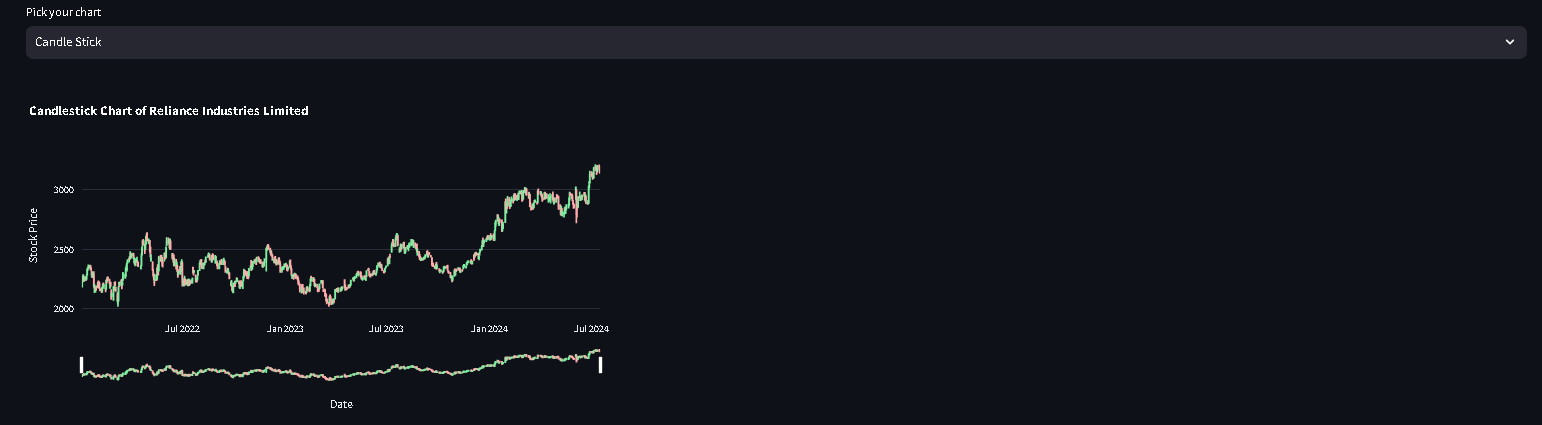 Pick your chart
Candle Stick
Candlestick Chart of Reliance Industries Limited
Stock Price
3000
2500
2000
Jul 2022 Jan 2023 Jul 2023 Jan 2024 Jul 2024
Date